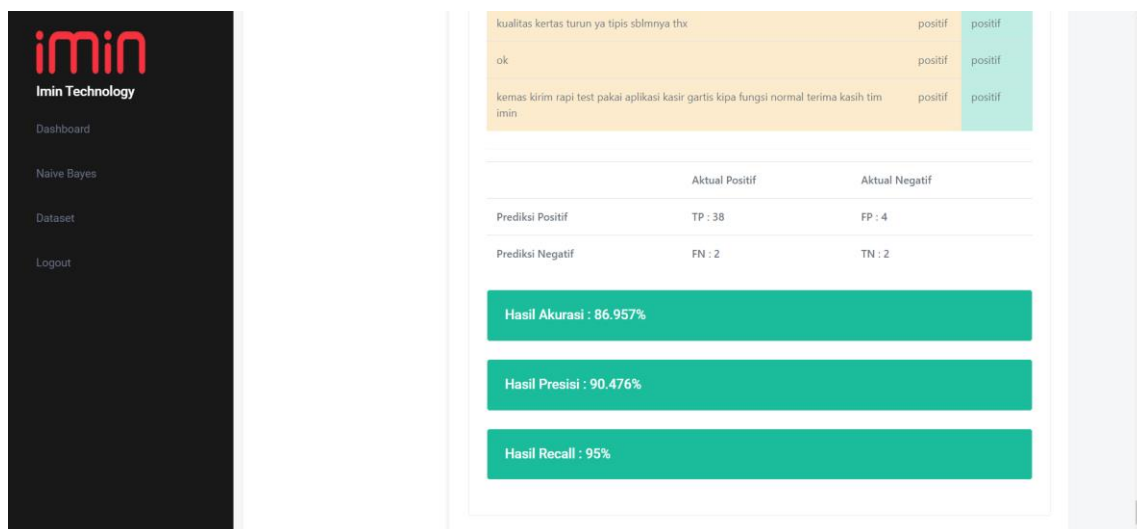 imin
Imin Technology
Dashboard
Naive Bayes
Dataset
Logout
kualitas kertas turun ya tipis sblmnya thx positif positif
ok positif positif
kemas kirim rapi test pakai aplikasi kasir gartis kipa fungsi normal terima kasih tim positif positif
imin
Aktual Positif Aktual Negatif
Prediksi Positif TP : 38 FP : 4
Prediksi Negatif FN : 2 TN : 2
Hasil Akurasi : 86.957%
Hasil Presisi : 90.476%
Hasil Recall : 95%